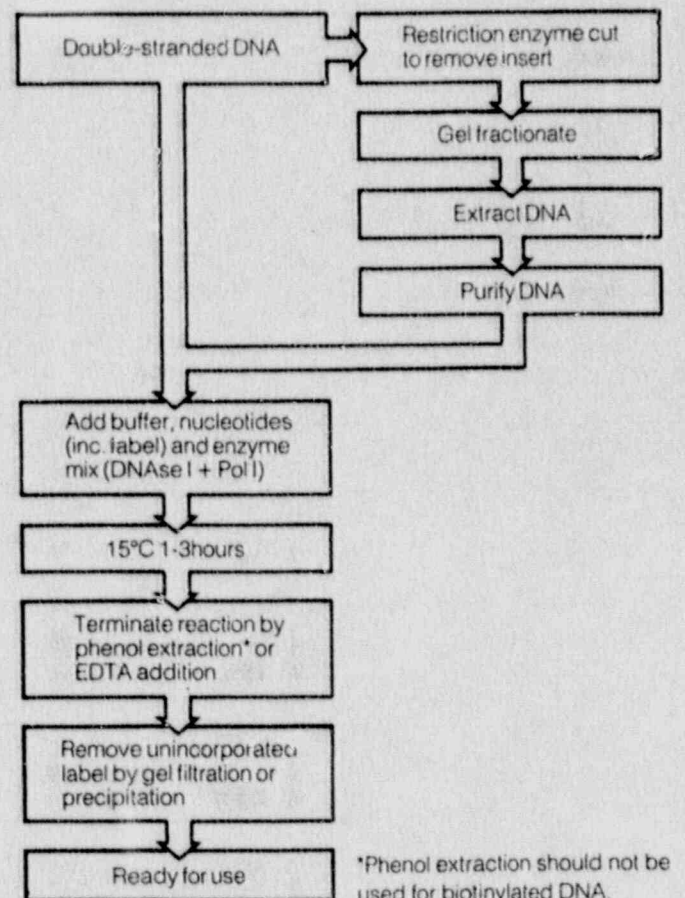 Double-stranded DNA
Restriction enzyme cut
to remove insert
Gel fractionate
Extract DNA
Purify DNA
Add buffer, nucleotides
(inc. label) and enzyme
mix (DNAse I + Pol I)
15°C 1-3hours
Terminate reaction by
phenol extraction* or
EDTA addition
Remove unincorporated
label by gel filtration or
precipitation
Ready for use
*Phenol extraction should not be
used for biotinylated DNA.